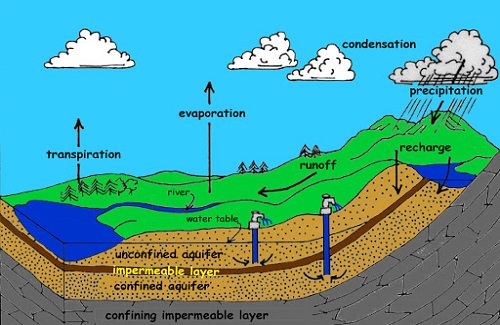 condensation
precipitation
evaporation
transpiration
recharge
runoff
river
water table
unconfined aquifer
impermeable layer
confined aquifer
confining impermeable layer